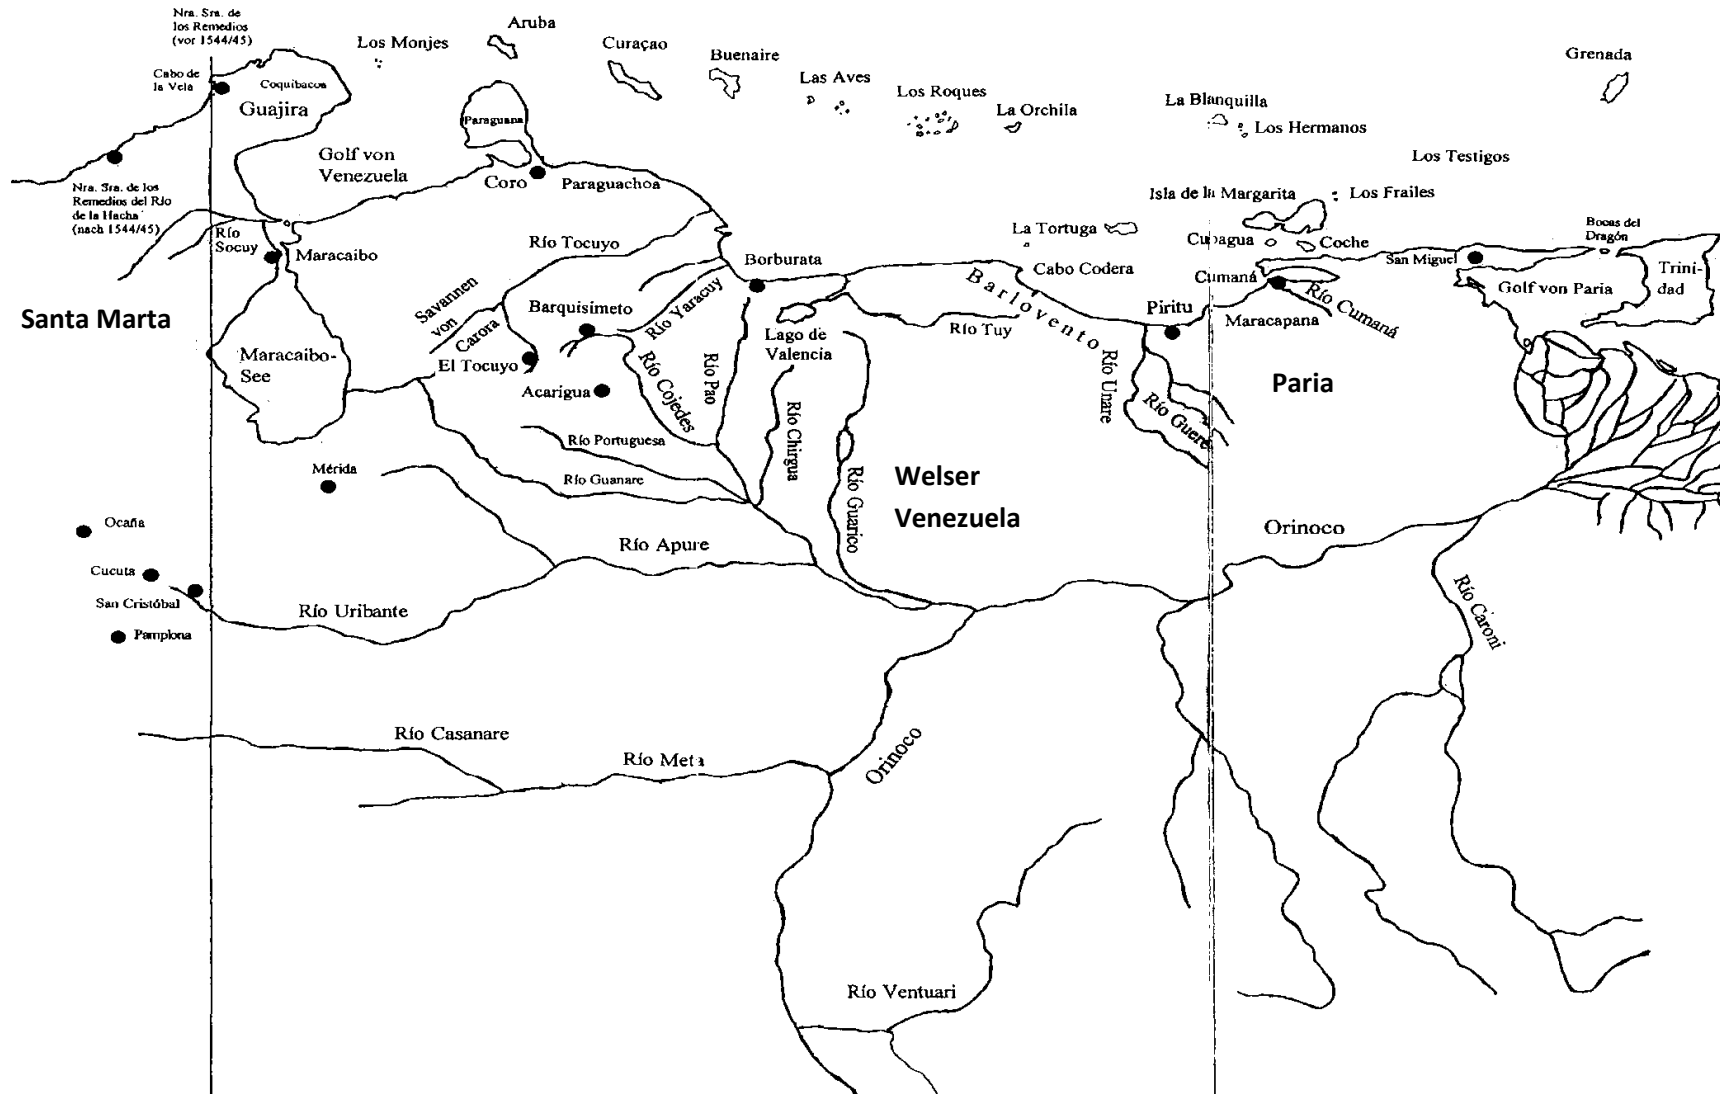 Nra. Sra. de
los Remedios
(vor 1544/45)
Los Monjes
Aruba
Curaçao
Buenaire
Las Aves
Los Roques
La Orchila
La Blanquilla
Los Hermanos
Grenada
Cabo de
la Vela
Coquibacoa
Guajira
Paraguana
Los Testigos
Golf von
Venezuela
Coro
Paraguachoa
Isla de la Margarita
Los Frailes
Nra. Sra. de los
Remedios del Río
de la Hacha
(nach 1544/45)
Río
Socuy
Maracaibo
Río Tocuyo
Borburata
La Tortuga
Cabo Codera
Cubagua
Coche
Bocas del
Dragón
San Miguel
Trini-
dad
Golf von Paria
Cumaná
Río Cumaná
Santa Marta
Savannen
von
Carora
Barquisimeto
Río Yaracuy
Barlovento
Piritu
Maracapana
Lago de
Valencia
Río Tuy
Maracaibo-
See
El Tocuyo
Acarigua
Río Cojedes
Río Pao
Río Chirgua
Río Unare
Río Guere
Paria
Río Portuguesa
Río Guanare
Río Guarico
Mérida
Welser
Venezuela
Ocaña
Río Apure
Orinoco
Cucuta
San Cristóbal
Pamplona
Río Uribante
Río Caroni
Río Casanare
Río Meta
Orinoco
Río Ventuari